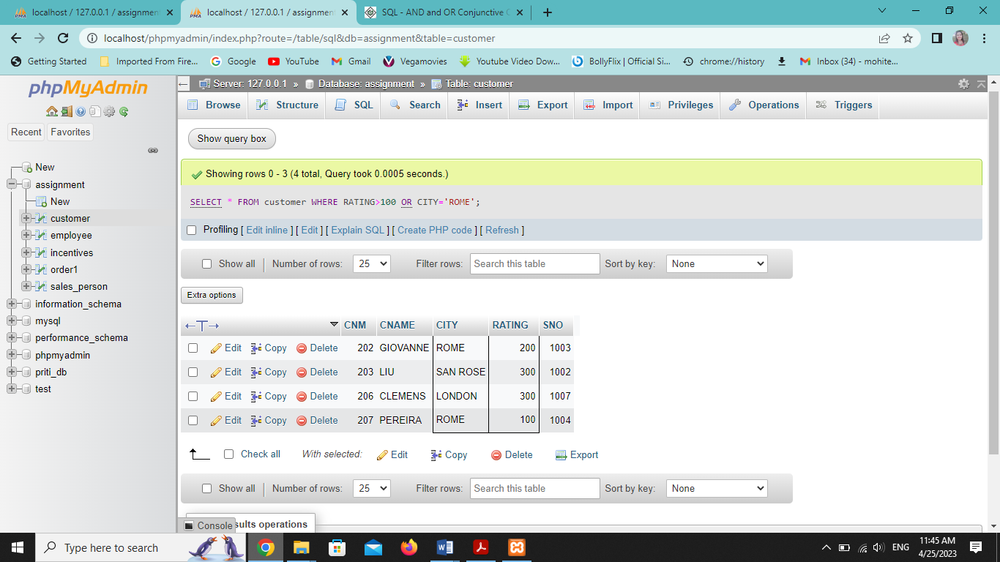 localhost / 127.0.0.1 / assignment
localhost / 127.0.0.1 / assignment
SQL - AND and OR Conjunctive
localhost/phpmyadmin/index.php?route=/table/sql&db=assignment&table=customer
Getting Started Imported From Fire... Google YouTube Gmail Vegamovies Youtube Video Dow... BollyFlix | Official Si... chrome://history Inbox (34) - mohite...
phpMyAdmin
Recent Favorites
New
assignment
New
customer
employee
incentives
order1
sales_person
information_schema
mysql
performance_schema
phpmyadmin
priti_db
test
Server: 127.0.0.1 » Database: assignment » Table: customer
Browse Structure SQL Search Insert Export Import Privileges Operations Triggers
Show query box
Showing rows 0 - 3 (4 total, Query took 0.0005 seconds.)
SELECT * FROM customer WHERE RATING>100 OR CITY='ROME';
Profiling [ Edit inline ] [ Edit ] [ Explain SQL ] [ Create PHP code ] [ Refresh ]
Show all Number of rows: 25 Filter rows: Search this table Sort by key: None
Extra options
CNM CNAME CITY RATING SNO
Edit Copy Delete 202 GIOVANNE ROME 200 1003
Edit Copy Delete 203 LIU SAN ROSE 300 1002
Edit Copy Delete 206 CLEMENS LONDON 300 1007
Edit Copy Delete 207 PEREIRA ROME 100 1004
Check all With selected: Edit Copy Delete Export
Show all Number of rows: 25 Filter rows: Search this table Sort by key: None
Console sults operations
Type here to search
ENG
11:45 AM
4/25/2023